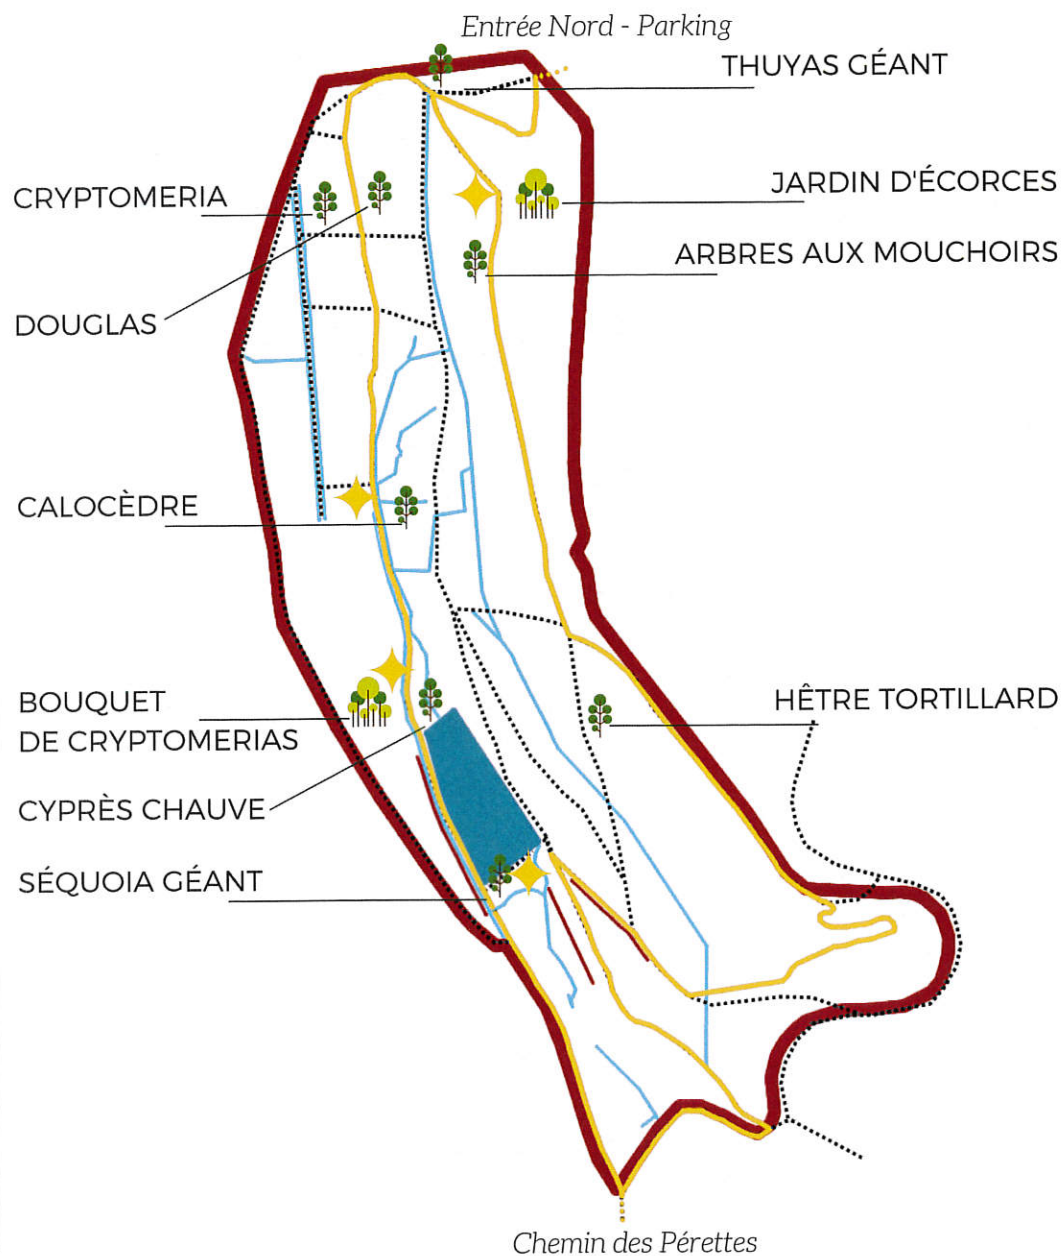 Entrée Nord - Parking
THUYAS GÉANT
CRYPTOMERIA
JARDIN D'ÉCORCES
ARBRES AUX MOUCHOIRS
DOUGLAS
CALOCÈDRE
BOUQUET
DE CRYPTOMERIAS
HÊTRE TORTILLARD
CYPRÈS CHAUVE
SÉQUOIA GÉANT
Chemin des Pérettes